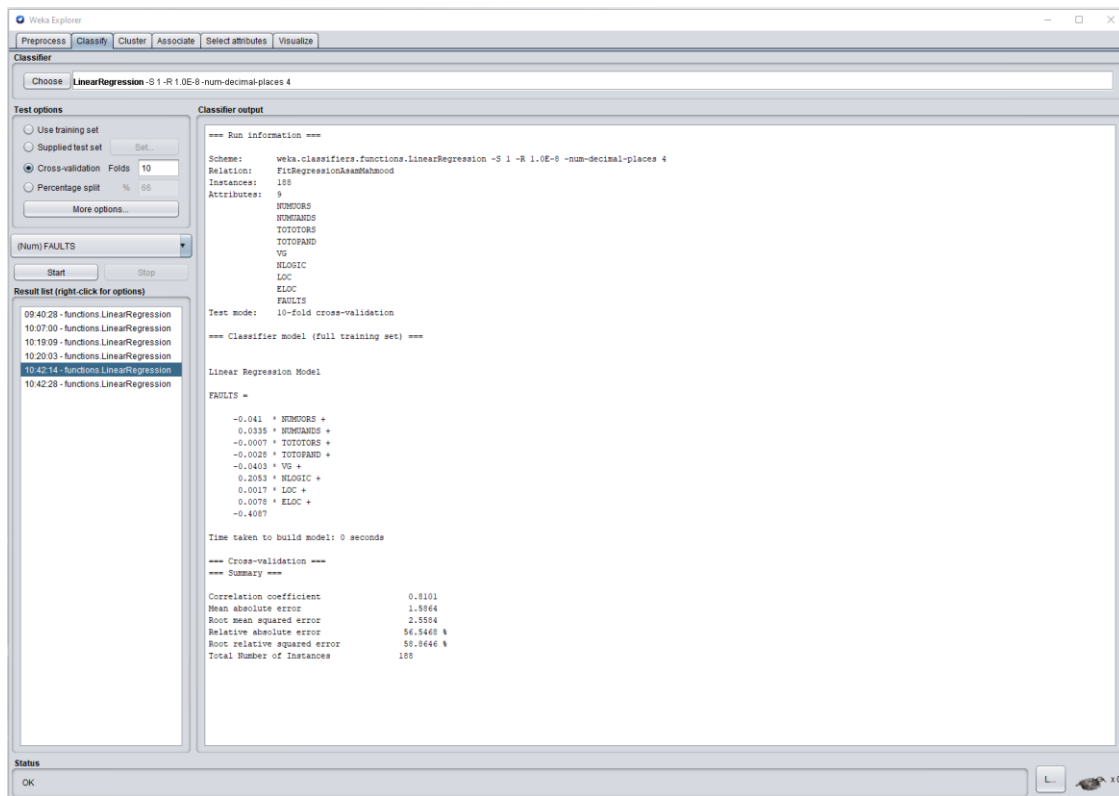 Weka Explorer
Preprocess Classify Cluster Associate Select attributes Visualize
Classifier
Choose LinearRegression -S 1 -R 1.0E-8 -num-decimal-places 4
Test options
Use training set
Supplied test set Set...
Cross-validation Folds 10
Percentage split % 66
More options...
(Num) FAULTS
Start Stop
Result list (right-click for options)
09:40:28 - functions.LinearRegression
10:07:00 - functions.LinearRegression
10:19:09 - functions.LinearRegression
10:20:03 - functions.LinearRegression
10:42:14 - functions.LinearRegression
10:42:28 - functions.LinearRegression
Classifier output
=== Run information ===
Scheme: weka.classifiers.functions.LinearRegression -S 1 -R 1.0E-8 -num-decimal-places 4
Relation: FitRegressionAsamMahmood
Instances: 188
Attributes: 9
NUMUORS
NUMUANDS
TOTOTORS
TOTOPAND
VG
NLOGIC
LOC
ELOC
FAULTS
Test mode: 10-fold cross-validation
=== Classifier model (full training set) ===
Linear Regression Model
FAULTS =
-0.041 * NUMUORS +
0.0335 * NUMUANDS +
-0.0007 * TOTOTORS +
-0.0028 * TOTOPAND +
-0.0403 * VG +
0.2053 * NLOGIC +
0.0017 * LOC +
0.0078 * ELOC +
-0.4087
Time taken to build model: 0 seconds
=== Cross-validation ===
=== Summary ===
Correlation coefficient 0.8101
Mean absolute error 1.5864
Root mean squared error 2.5584
Relative absolute error 56.5468 %
Root relative squared error 58.8646 %
Total Number of Instances 188
Status
OK
L...
x 0